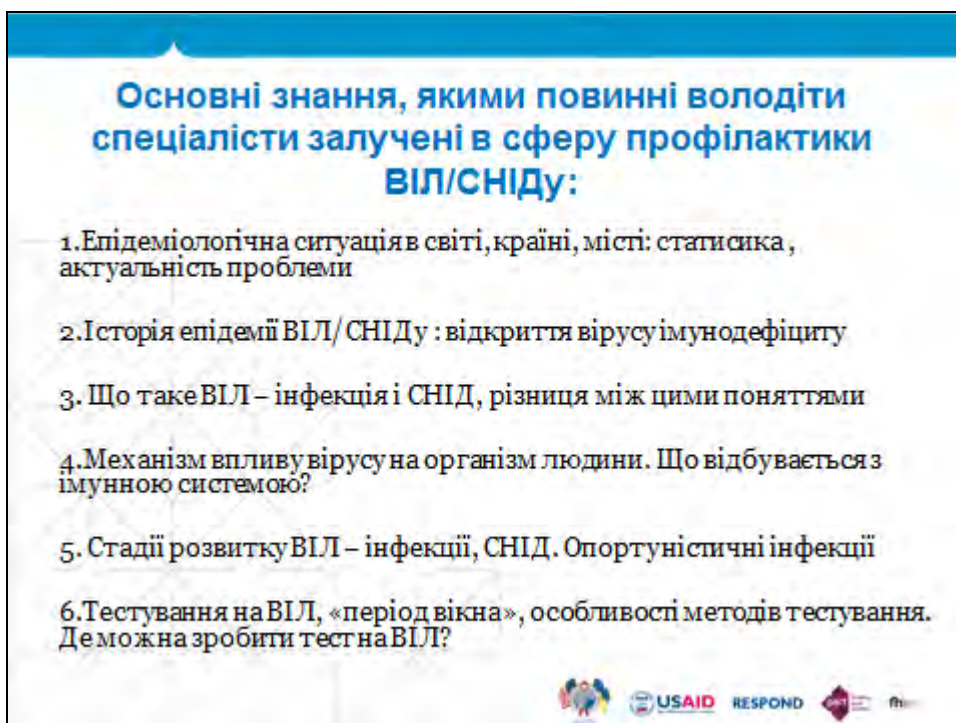 Основні знання, якими повинні володіти
спеціалісти залучені в сферу профілактики
ВІЛ/СНІДу:
1.Епідеміологічна ситуація в світі, країні, місті: статисика ,
актуальність проблеми
2.Історія епідемії ВІЛ/ СНІДу : відкриття вірусу імунодефіциту
3. Що таке ВІЛ – інфекція і СНІД, різниця між цими поняттями
4.Механізм впливу вірусу на організм людини. Що відбувається з
імунною системою?
5. Стадії розвитку ВІЛ – інфекції, СНІД. Опортуністичні інфекції
6.Тестування на ВІЛ, «період вікна», особливості методів тестування.
Де можна зробити тест на ВІЛ?
USAID RESPOND